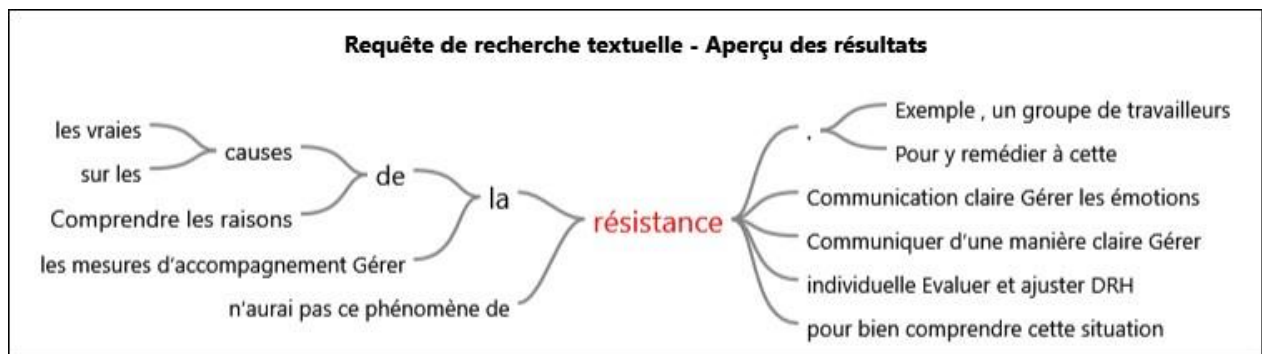 Requête de recherche textuelle - Aperçu des résultats
les vraies
sur les
causes
Comprendre les raisons
de
les mesures d'accompagnement Gérer
la
n'aurai pas ce phénomène de
résistance
.
Exemple , un groupe de travailleurs
Pour y remédier à cette
Communication claire Gérer les émotions
Communiquer d'une manière claire Gérer
individuelle Evaluer et ajuster DRH
pour bien comprendre cette situation